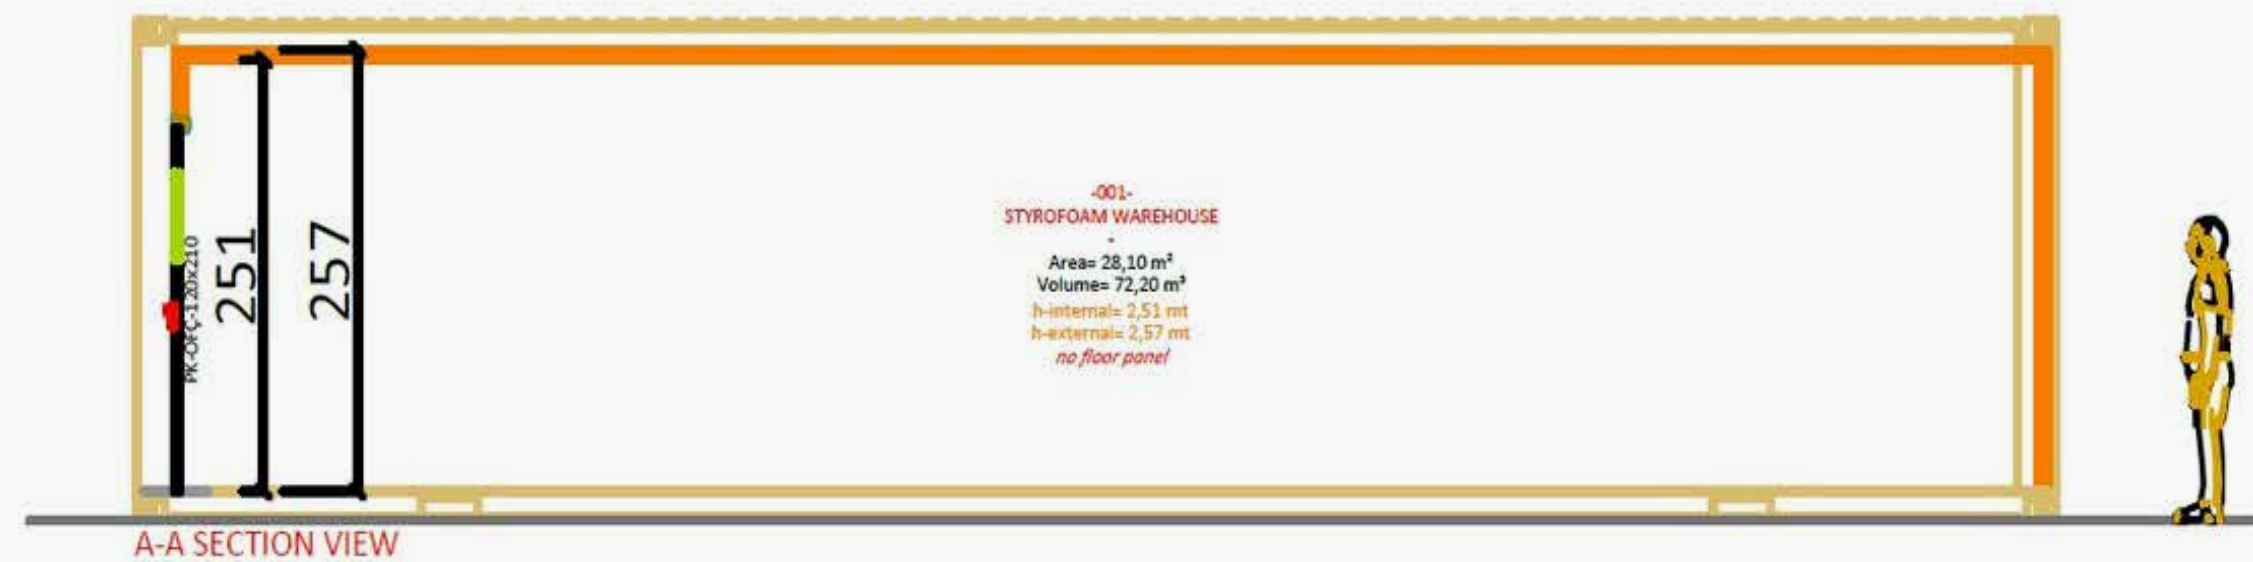 -001-
STYROFOAM WAREHOUSE
-
Area= 28,10 m²
Volume= 72,20 m³
h-internal= 2,51 mt
h-external= 2,57 mt
no floor panel
251
257
PK-OFÇ-120x210
A-A SECTION VIEW